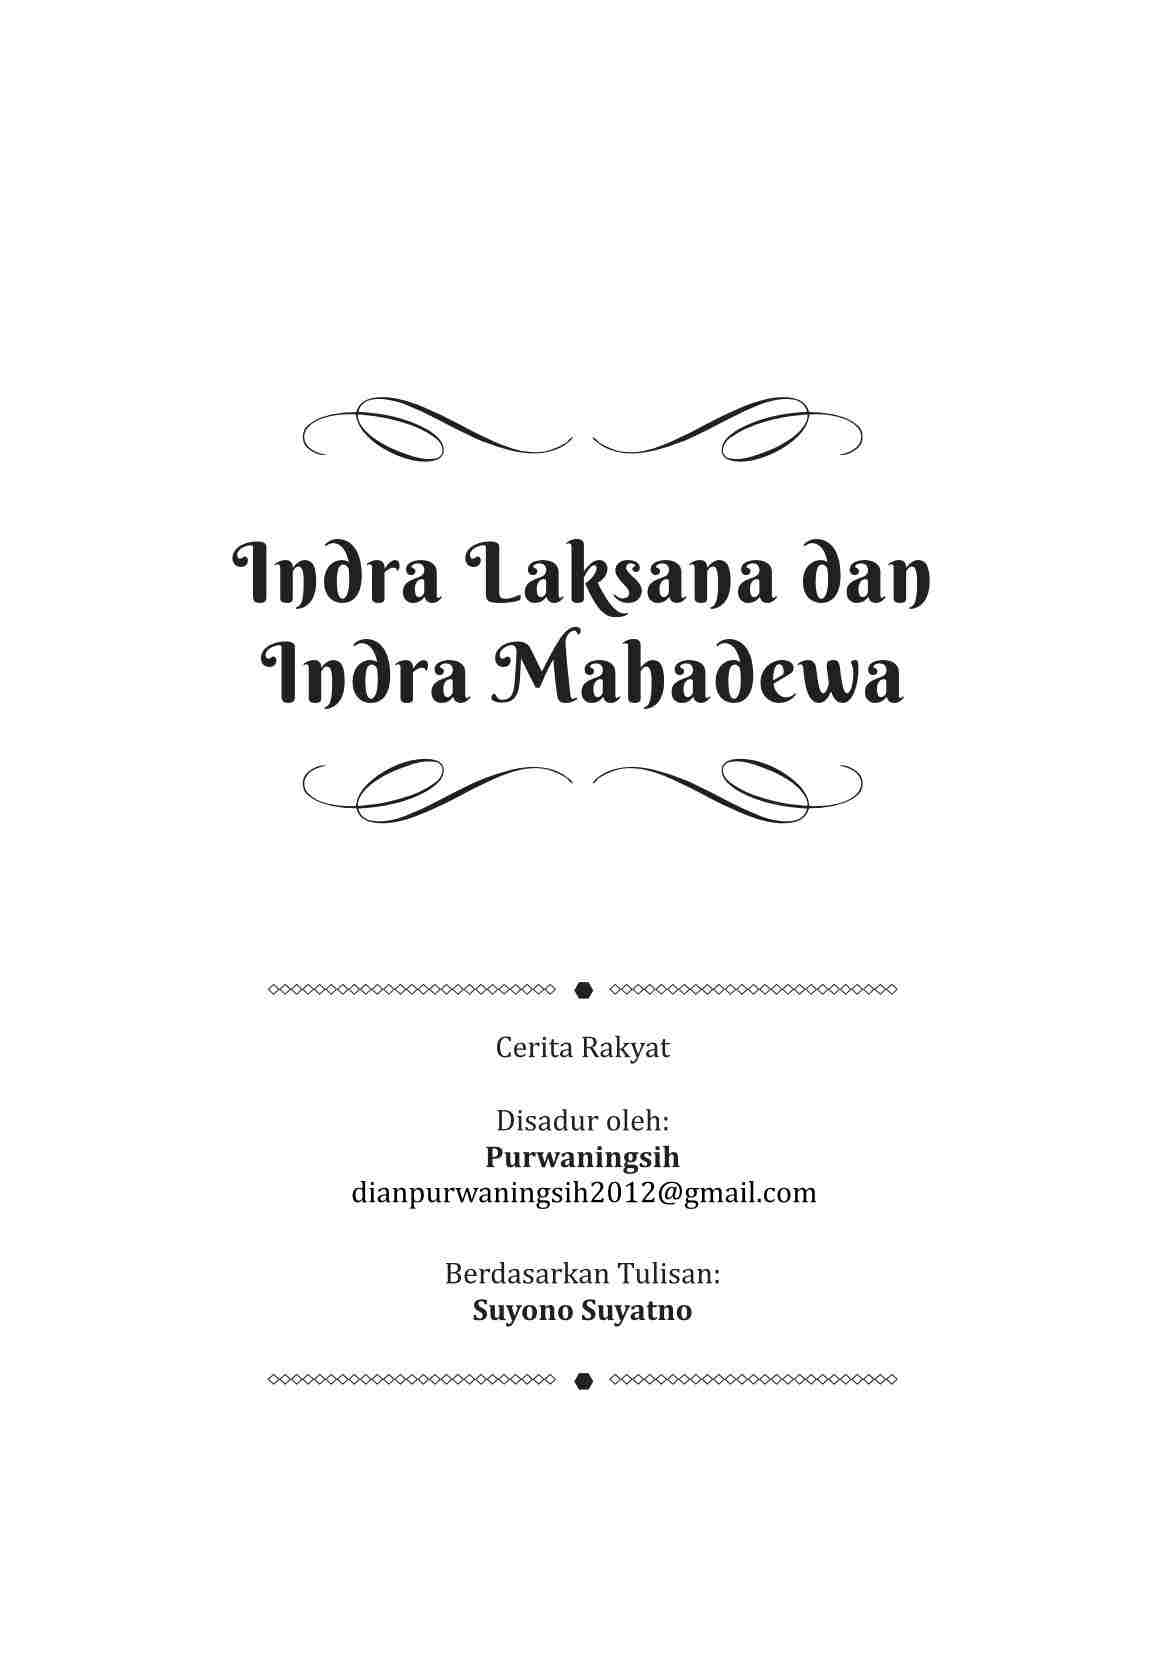 Indra Laksana dan
Indra Mahadewa
Cerita Rakyat
Disadur oleh:
Purwaningsih
dianpurwaningsih2012@gmail.com
Berdasarkan Tulisan:
Suyono Suyatno